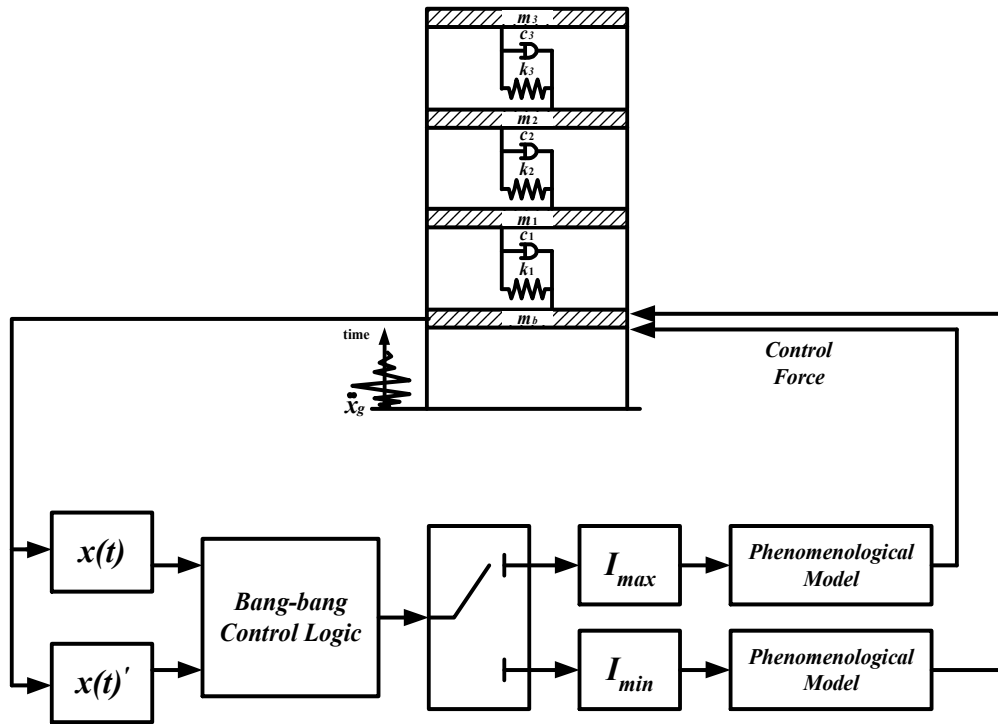 m3
c3
k3
m2
c2
k2
m1
c1
k1
mb
time
ẍg
Control
Force
x(t)
Bang-bang
Control Logic
x(t)'
Imax
Phenomenological
Model
Imin
Phenomenological
Model